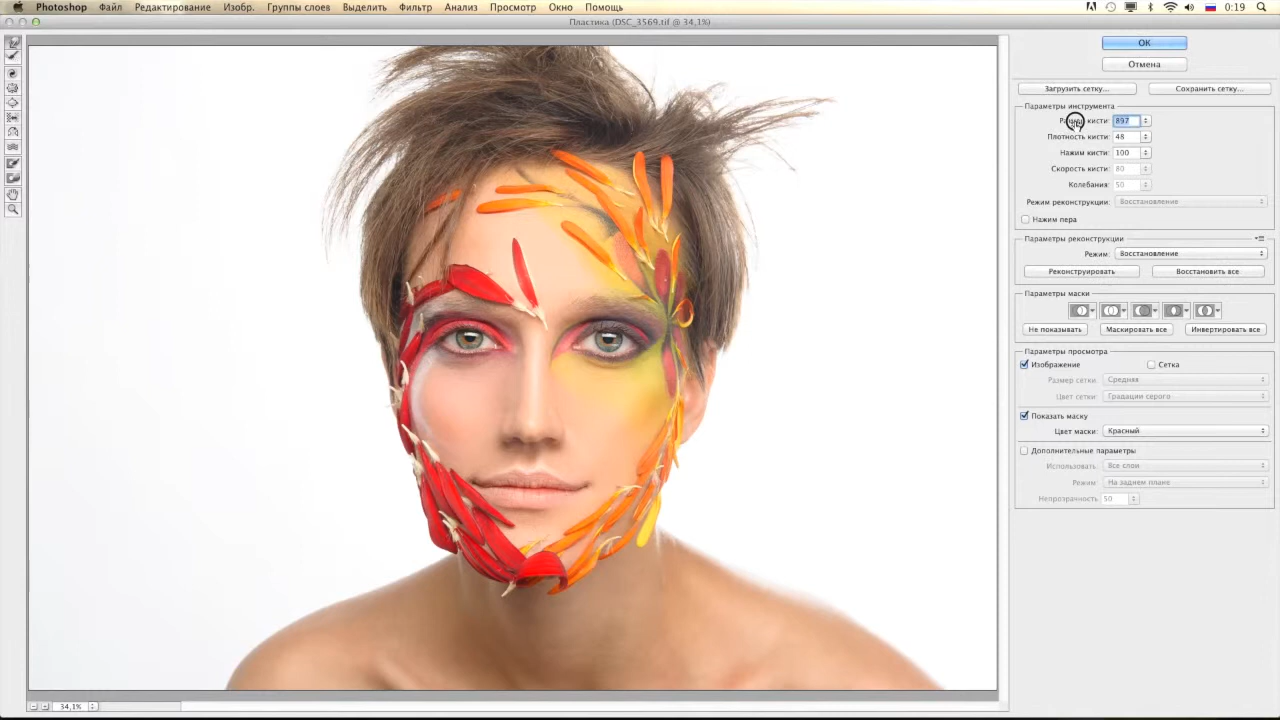 Photoshop Файл Редактирование Изобр. Группы слоев Выделить Фильтр Анализ Просмотр Окно Помощь 0:19
Пластика (DSC_3569.tif @ 34,1%)
OK
Отмена
Загрузить сетку... Сохранить сетку...
Параметры инструмента
кисти: 897
Плотность кисти: 48
Нажим кисти: 100
Скорость кисти: 80
Колебания: 50
Режим реконструкции: Восстановление
Нажим пера
Параметры реконструкции
Режим: Восстановление
Реконструировать Восстановить все
Параметры маски
Не показывать Маскировать все Инвертировать все
Параметры просмотра
Изображение Сетка
Размер сетки: Средняя
Цвет сетки: Градации серого
Показать маску
Цвет маски: Красный
Дополнительные параметры
Использовать: Все слои
Режим: На заднем плане
Непрозрачность 50
34,1%